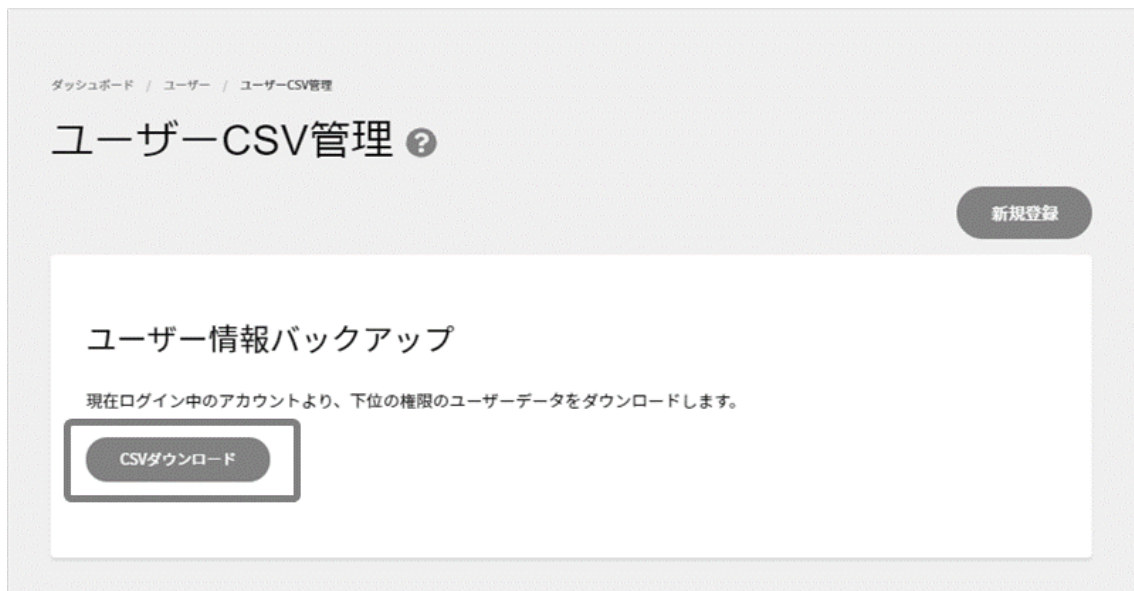 ダッシュボード / ユーザー / ユーザーCSV管理
ユーザーCSV管理 ?
新規登録
ユーザー情報バックアップ
現在ログイン中のアカウントより、下位の権限のユーザーデータをダウンロードします。
CSVダウンロード